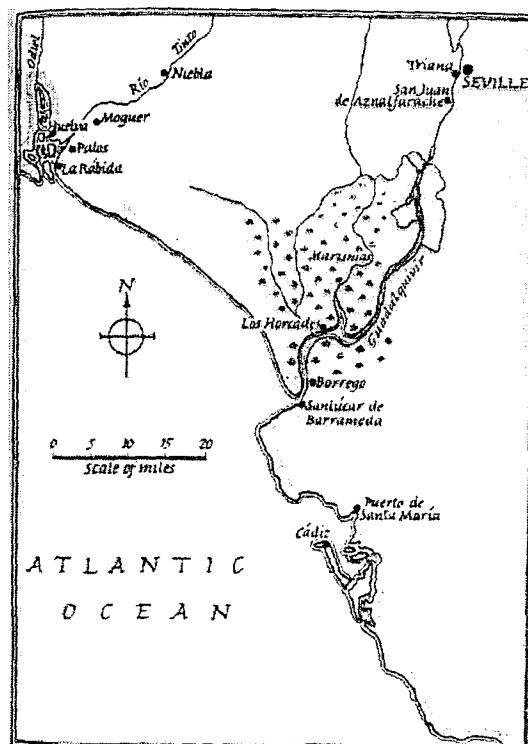 Odiel
Río Tinto
Niebla
Triana
SEVILLE
San Juan
de Aznalfarache
Huelva
Moguer
Palos
La Rábida
Marismas
Guadalquivir
N
Los Horcades
Borrego
Sanlúcar de
Barrameda
0 5 10 15 20
Scale of miles
Puerto de
Santa María
Cádiz
ATLANTIC
OCEAN